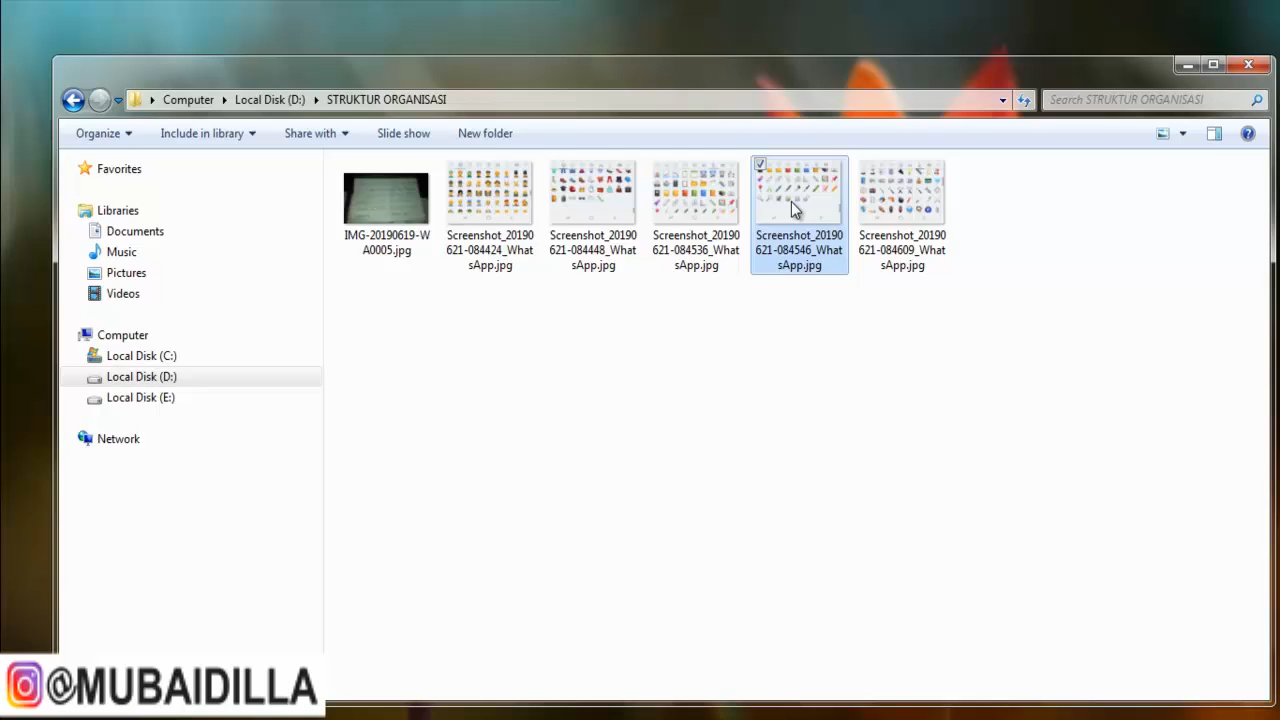 Computer Local Disk (D:) STRUKTUR ORGANISASI
Search STRUKTUR ORGANISASI
Organize Include in library Share with Slide show New folder
Favorites
Libraries
Documents
Music
Pictures
Videos
Computer
Local Disk (C:)
Local Disk (D:)
Local Disk (E:)
Network
IMG-20190619-W
A0005.jpg
Screenshot_20190
621-084424_What
sApp.jpg
Screenshot_20190
621-084448_What
sApp.jpg
Screenshot_20190
621-084536_What
sApp.jpg
Screenshot_20190
621-084546_What
sApp.jpg
Screenshot_20190
621-084609_What
sApp.jpg
@MUBAIDILLA